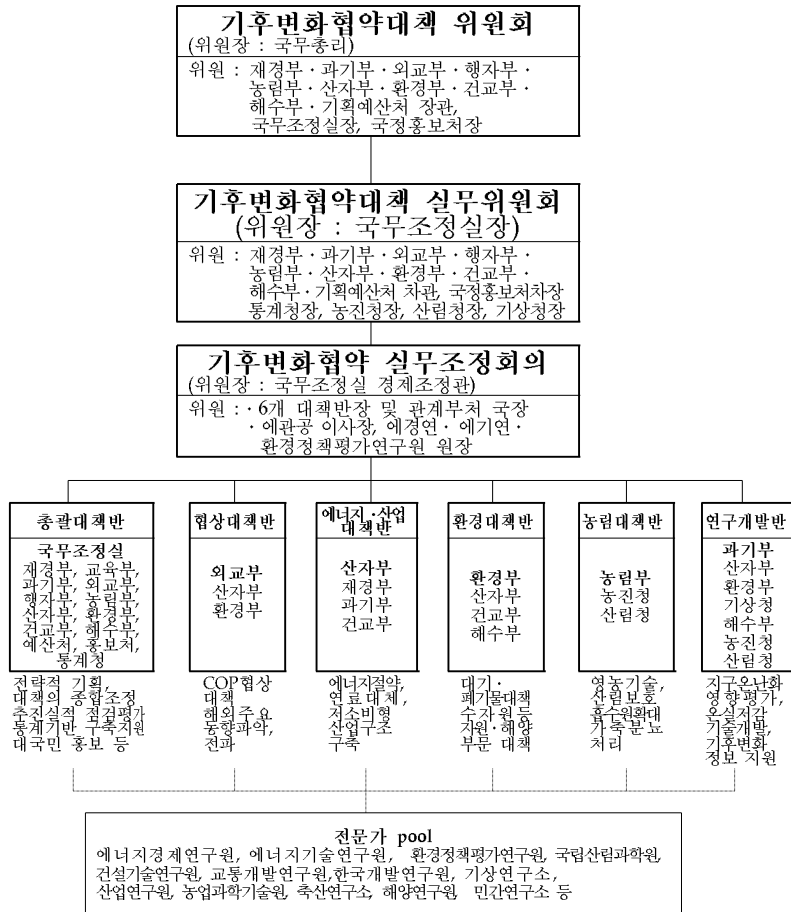 기후변화협약대책 위원회
(위원장 : 국무총리)
위원 : 재경부·과기부·외교부·행자부·
농림부·산자부·환경부·건교부·
해수부·기획예산처 장관,
국무조정실장, 국정홍보처장
기후변화협약대책 실무위원회
(위원장 : 국무조정실장)
위원 : 재경부·과기부·외교부·행자부·
농림부·산자부·환경부·건교부·
해수부·기획예산처 차관, 국정홍보처차장
통계청장, 농진청장, 산림청장, 기상청장
기후변화협약 실무조정회의
(위원장 : 국무조정실 경제조정관)
위원 : ·6개 대책반장 및 관계부처 국장
·에관공 이사장, 에경연·에기연·
환경정책평가연구원 원장
총괄대책반
국무조정실
재경부, 교육부,
과기부, 외교부,
행자부, 농림부,
산자부, 환경부,
건교부, 해수부,
예산처, 홍보처,
통계청
전략적 기획,
대책의 종합조정
추진실적 점검평가
통계기반 구축지원
대국민 홍보 등
협상대책반
외교부
산자부
환경부
COP협상
대책
해외주요
동향파악,
전파
에너지·산업
대책반
산자부
재경부
과기부
건교부
에너지절약,
연료대체,
저소비형
산업구조
구축
환경대책반
환경부
산자부
건교부
해수부
대기·
폐기물대책
수자원등
자원·해양
부문 대책
농림대책반
농림부
농진청
산림청
영농기술,
산림보호
흡수원확대
가축분뇨
처리
연구개발반
과기부
산자부
환경부
기상청
해수부
농진청
산림청
지구온난화
영향평가,
온실저감
기술개발,
기후변화
정보 지원
전문가 pool
에너지경제연구원, 에너지기술연구원, 환경정책평가연구원, 국립산림과학원,
건설기술연구원, 교통개발연구원,한국개발연구원, 기상연구소,
산업연구원, 농업과학기술원, 축산연구소, 해양연구원, 민간연구소 등